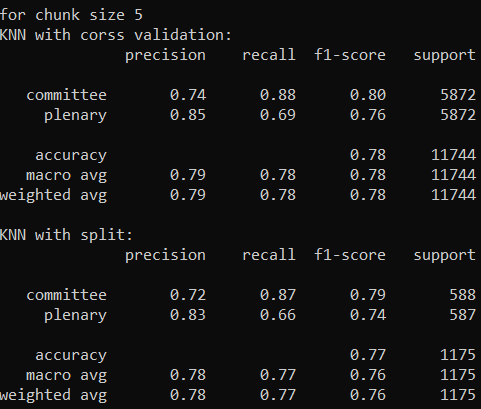 for chunk size 5
KNN with corss validation:
precision recall f1-score support
committee 0.74 0.88 0.80 5872
plenary 0.85 0.69 0.76 5872
accuracy 0.78 11744
macro avg 0.79 0.78 0.78 11744
weighted avg 0.79 0.78 0.78 11744
KNN with split:
precision recall f1-score support
committee 0.72 0.87 0.79 588
plenary 0.83 0.66 0.74 587
accuracy 0.77 1175
macro avg 0.78 0.77 0.76 1175
weighted avg 0.78 0.77 0.76 1175